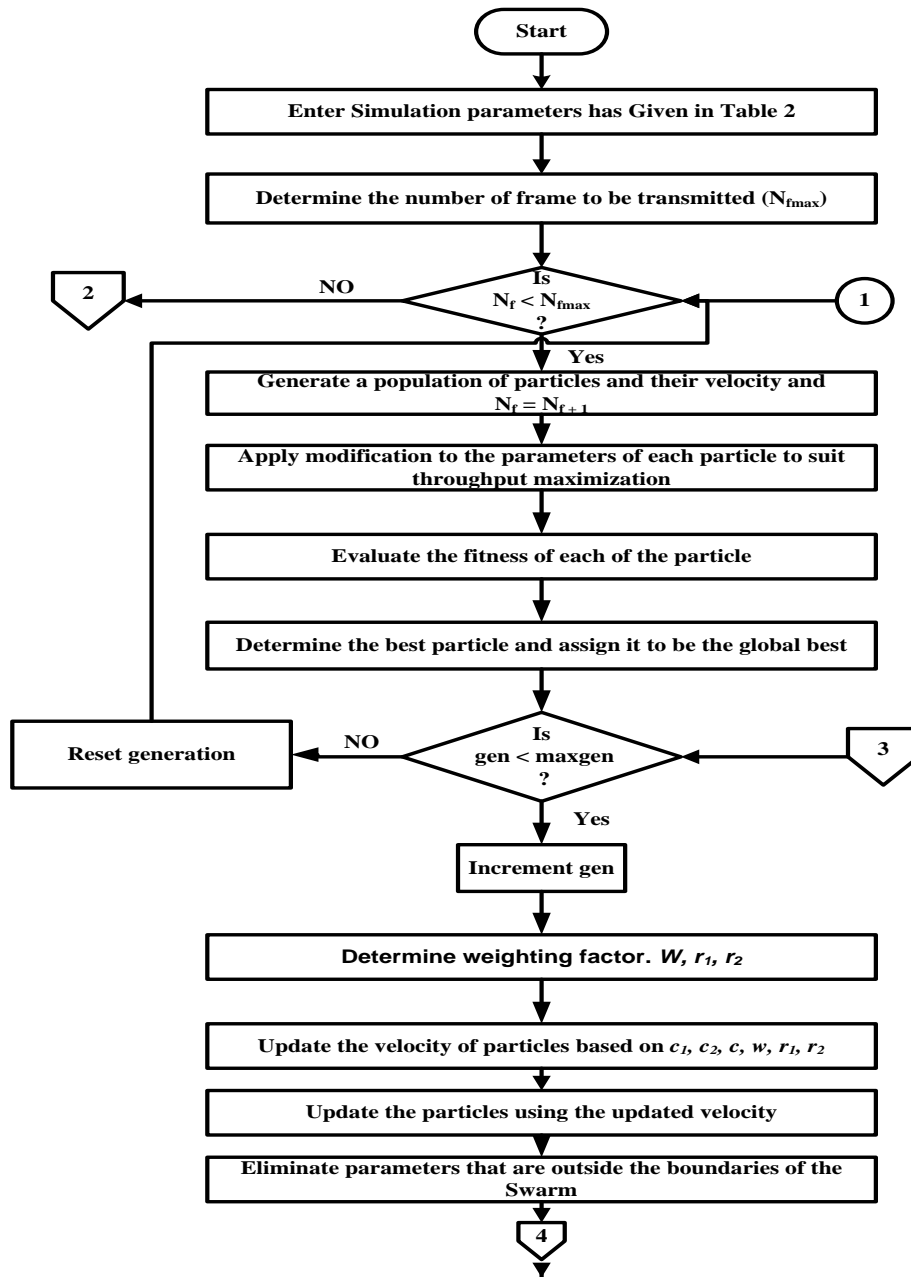 Start
Enter Simulation parameters has Given in Table 2
Determine the number of frame to be transmitted (Nfmax)
Is
2
NO
Nf < Nfmax
1
?
Yes
Generate a population of particles and their velocity and
Nf = Nf + 1
Apply modification to the parameters of each particle to suit
throughput maximization
Evaluate the fitness of each of the particle
Determine the best particle and assign it to be the global best
Is
Reset generation
NO
gen < maxgen
3
?
Yes
Increment gen
Determine weighting factor. W, r1, r2
Update the velocity of particles based on c1, c2, c, w, r1, r2
Update the particles using the updated velocity
Eliminate parameters that are outside the boundaries of the
Swarm
4